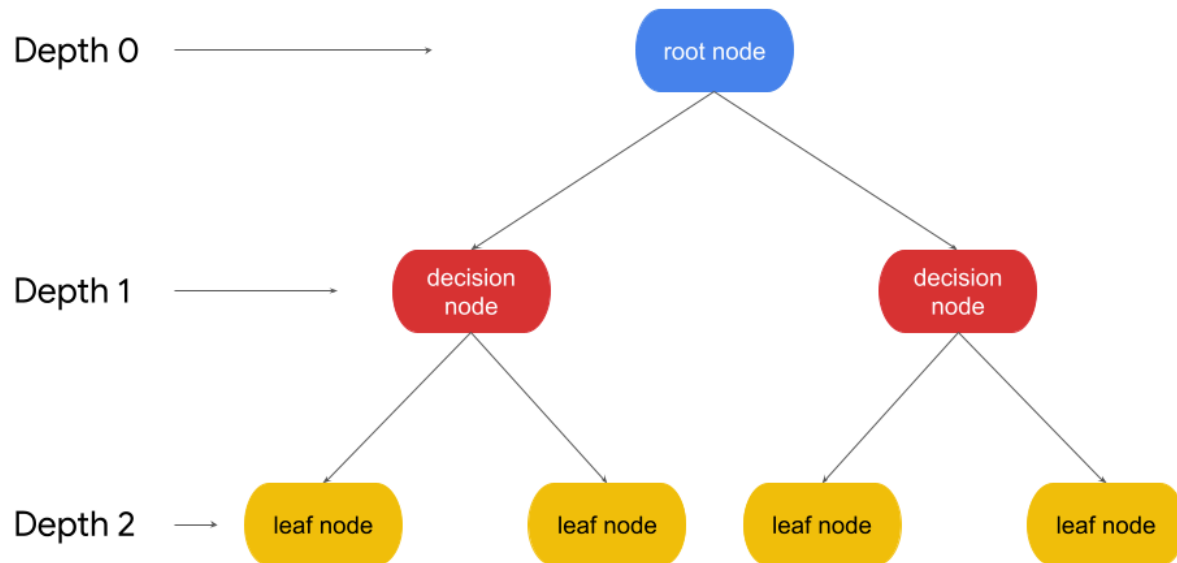 Depth 0
root node
Depth 1
decision
node
decision
node
Depth 2
leaf node
leaf node
leaf node
leaf node